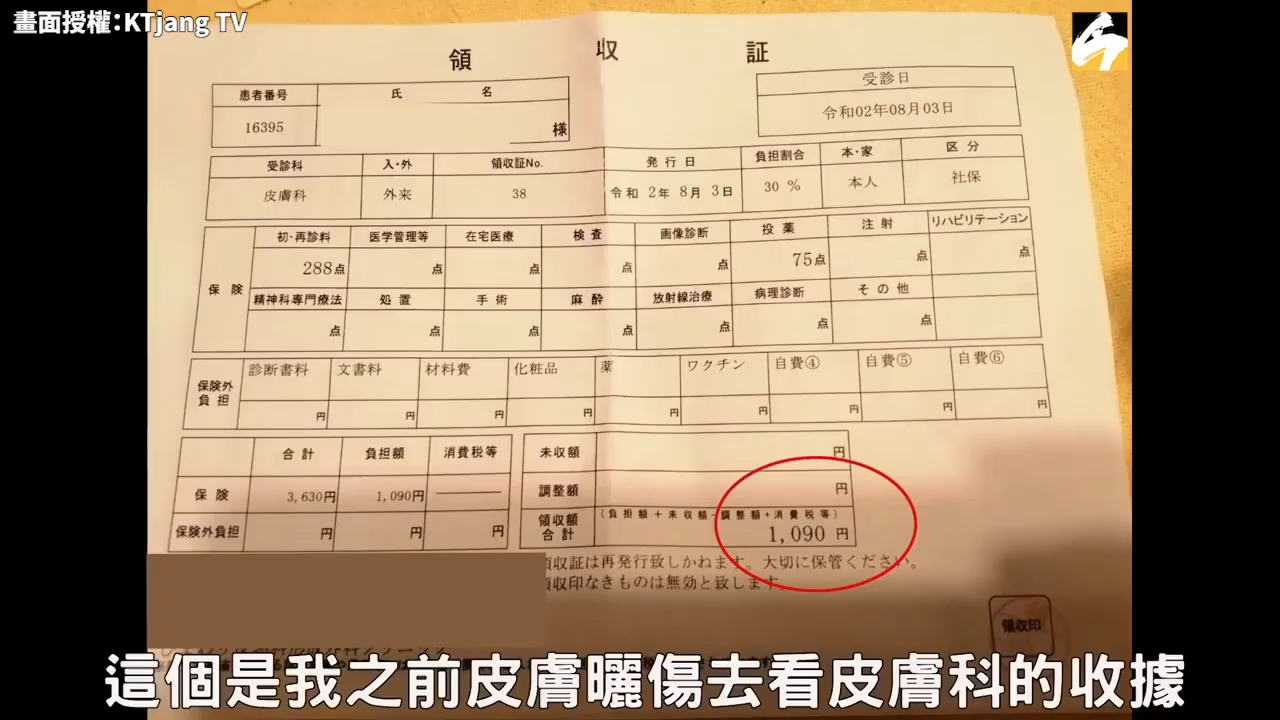 畫面授權:KTjang TV
領 収 証
患者番号 氏 名
16395 様
受診日
令和02年08月03日
受診科 入・外 領収証No. 発行日 負担割合 本・家 区分
皮膚科 外来 38 令和 2年 8月 3日 30 % 本人 社保
保険
初・再診料 医学管理等 在宅医療 検査 画像診断 投薬 注射 リハビリテーション
288点 点 点 点 点 75点 点 点
精神科専門療法 処置 手術 麻酔 放射線治療 病理診断 その他
点 点 点 点 点 点 点
保険外負担
診断書料 文書料 材料費 化粧品 薬 ワクチン 自費④ 自費⑤ 自費⑥
円 円 円 円 円 円 円 円 円
合計 負担額 消費税等
保険 3,630円 1,090円
保険外負担 円 円 円
未収額 円
調整額 円
領収額合計 (負担額+未収額-調整額+消費税等)
1,090 円
領収証は再発行致しかねます。大切に保管ください。
領収印なきものは無効と致します。
領収印
這個是我之前皮膚曬傷去看皮膚科的收據